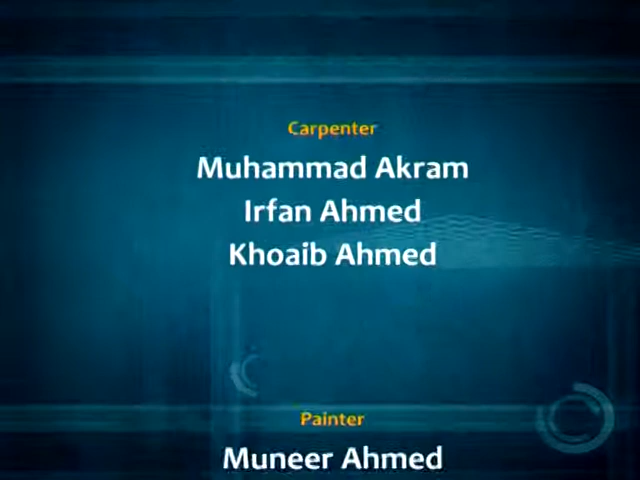 Carpenter
Muhammad Akram
Irfan Ahmed
Khoaib Ahmed
Painter
Muneer Ahmed